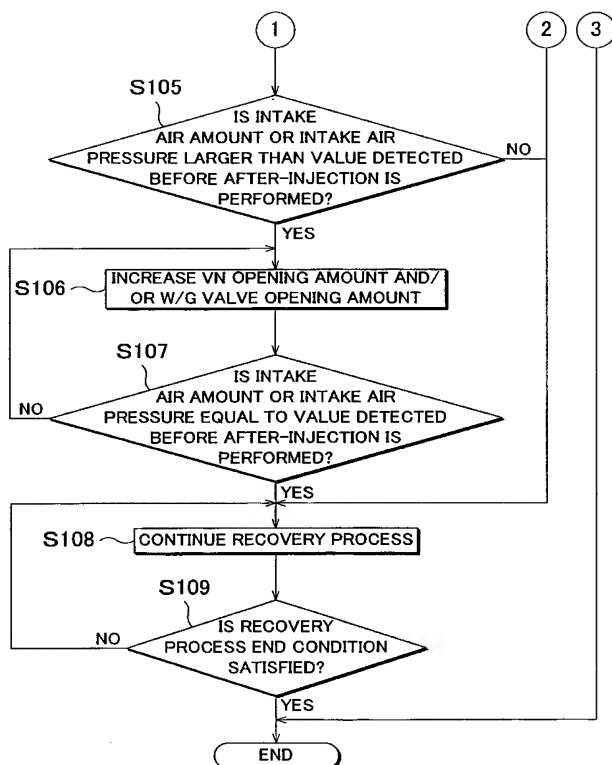 1
2
3
S105
IS INTAKE
AIR AMOUNT OR INTAKE AIR
PRESSURE LARGER THAN VALUE DETECTED
BEFORE AFTER-INJECTION IS
PERFORMED?
NO
YES
S106
INCREASE VN OPENING AMOUNT AND/
OR W/G VALVE OPENING AMOUNT
S107
IS INTAKE
AIR AMOUNT OR INTAKE AIR
PRESSURE EQUAL TO VALUE DETECTED
BEFORE AFTER-INJECTION IS
PERFORMED?
NO
YES
S108
CONTINUE RECOVERY PROCESS
S109
IS RECOVERY
PROCESS END CONDITION
SATISFIED?
NO
YES
END